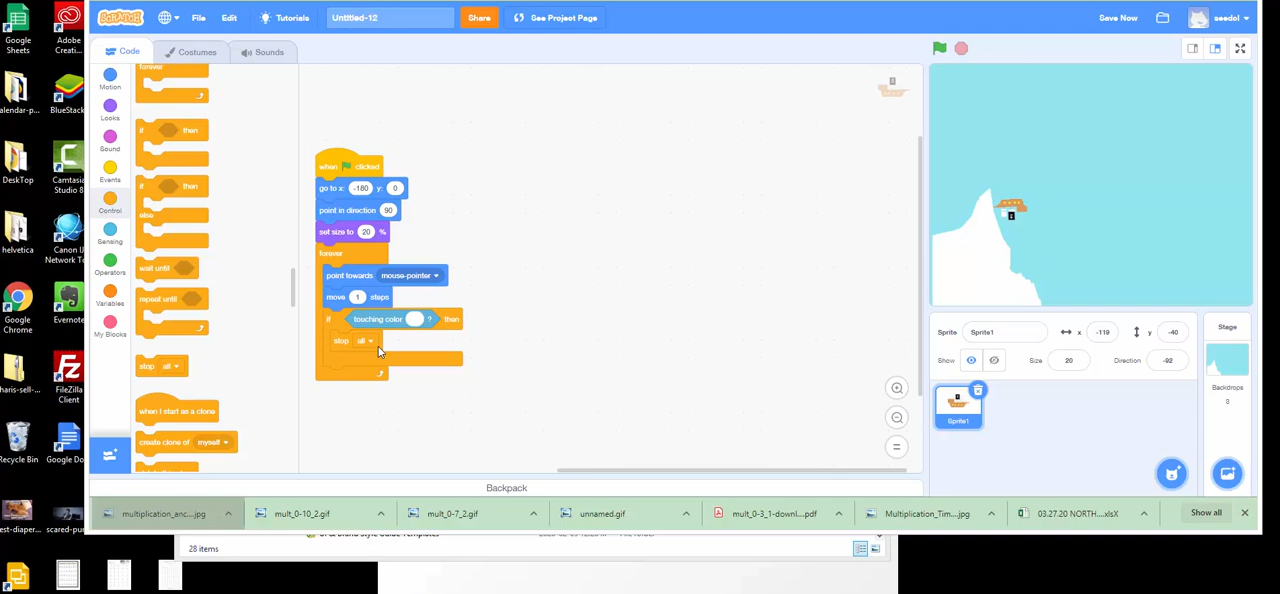 SCRATCH
File
Edit
Tutorials
Untitled-12
Share
See Project Page
Save Now
seedol
Code
Costumes
Sounds
Google
Sheets
Adobe
Creati...
alendar-p...
BlueStack
DeskTop
Camtasia
Studio 8
helvetica
Canon IJ
Network T
Google
Chrome
Evernote
haris-sell...
FileZilla
Client
Recycle Bin
Google Do
est-diaper...
scared-pu
Motion
Looks
Sound
Events
Control
Sensing
Operators
Variables
My Blocks
forever
if then
if then
else
wait until
repeat until
stop all
when I start as a clone
create clone of myself
when clicked
go to x: -180 y: 0
point in direction 90
set size to 20 %
forever
point towards mouse-pointer
move 1 steps
if touching color ? then
stop all
Sprite Sprite1 x -119 y -40
Show Size 20 Direction -92
Sprite1
Stage
Backdrops
3
Backpack
multiplication_anc...jpg
mult_0-10_2.gif
mult_0-7_2.gif
unnamed.gif
mult_0-3_1-downl....pdf
Multiplication_Tim....jpg
03.27.20 NORTH....xlsX
Show all
28 items